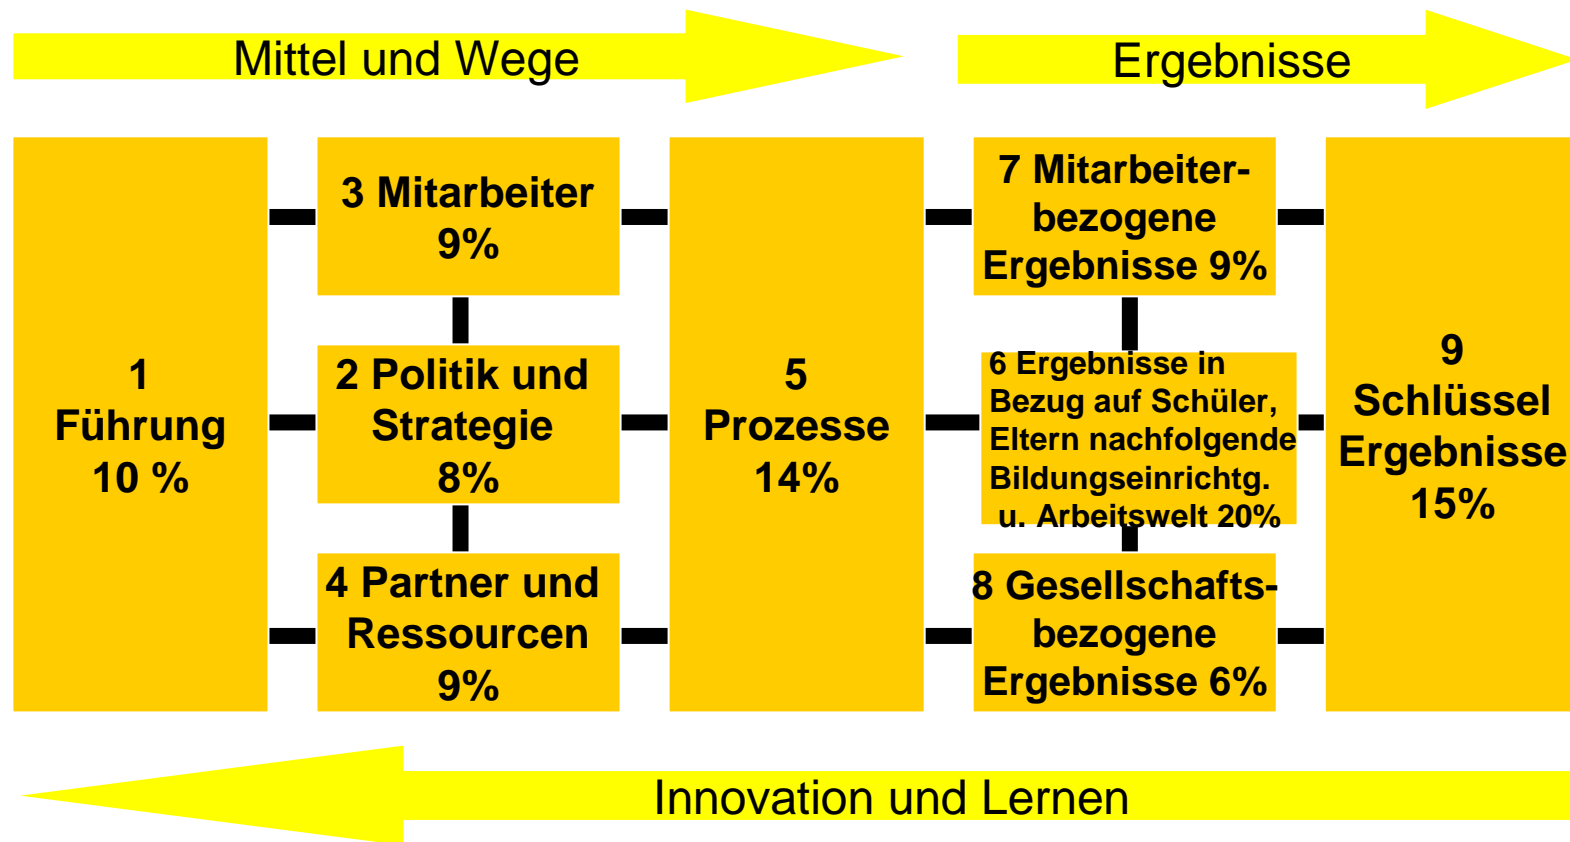 Mittel und Wege
Ergebnisse
1
Führung
10 %
3 Mitarbeiter
9%
2 Politik und
Strategie
8%
4 Partner und
Ressourcen
9%
5
Prozesse
14%
7 Mitarbeiter-
bezogene
Ergebnisse 9%
6 Ergebnisse in
Bezug auf Schüler,
Eltern nachfolgende
Bildungseinrichtg.
u. Arbeitswelt 20%
8 Gesellschafts-
bezogene
Ergebnisse 6%
9
Schlüssel
Ergebnisse
15%
Innovation und Lernen